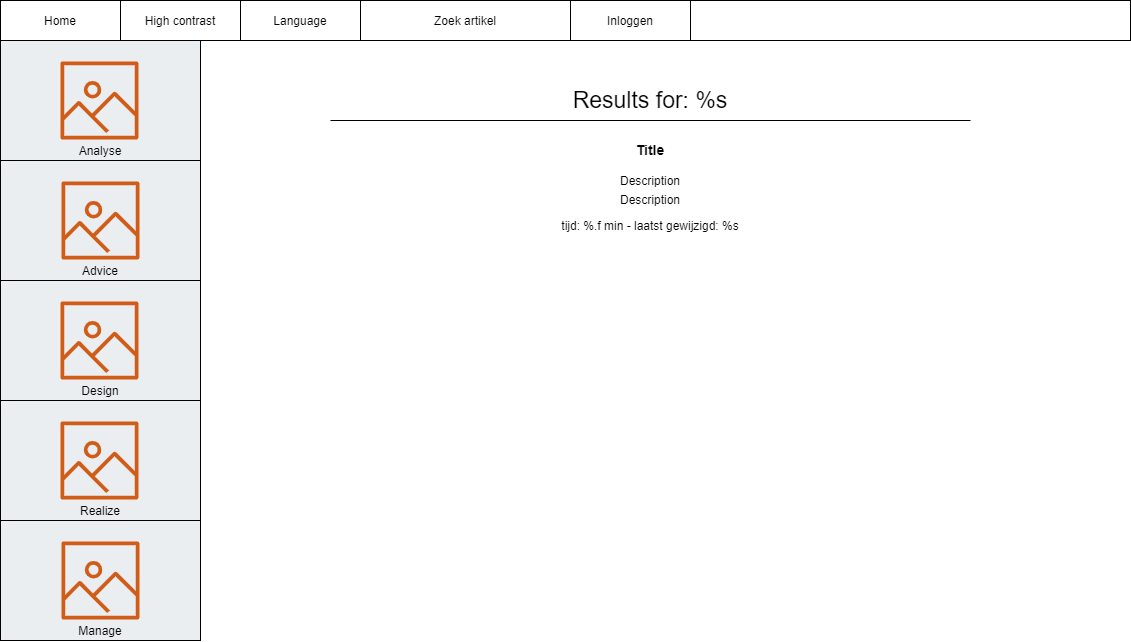 Home
High contrast
Language
Zoek artikel
Inloggen
Analyse
Advice
Design
Realize
Manage
Results for: %s
Title
Description
Description
tijd: %.f min - laatst gewijzigd: %s